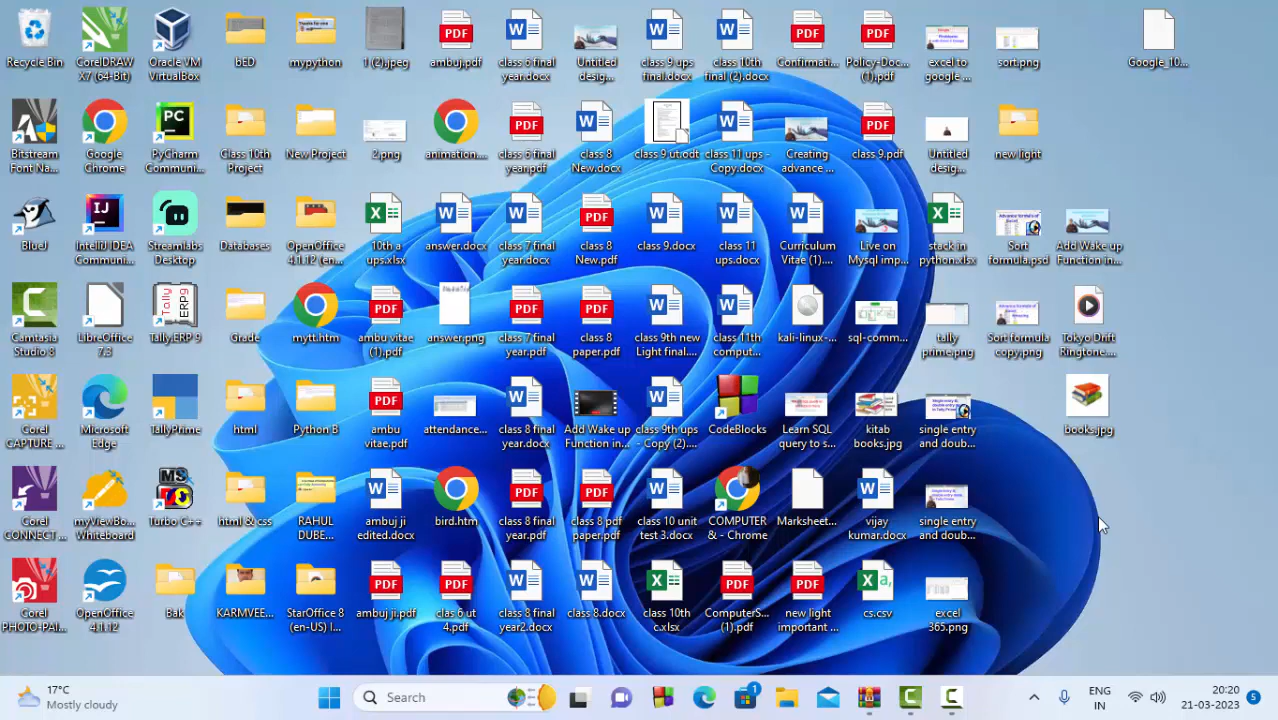 Recycle Bin
CorelDRAW
X7 (64-Bit)
Oracle VM
VirtualBox
bED
mypython
1 (2).jpeg
ambuj.pdf
class 6 final
year.docx
Untitled
desig...
class 9 ups
final.docx
class 10th
final (2).docx
Confirmati...
Policy-Doc...
(1).pdf
excel to
google ...
sort.png
Google_10...
Bitstream
Font Na...
Google
Chrome
PyCharm
Communi...
Class 10th
Project
New Project
2.png
animation....
class 6 final
year.pdf
class 8
New.docx
class 9 ut.odt
class 11 ups -
Copy.docx
Creating
advance ...
class 9.pdf
Untitled
desig...
new light
BlueJ
IntelliJ IDEA
Communi...
Streamlabs
Desktop
Databases
OpenOffice
4.1.12 (en...
10th a
ups.xlsx
answer.docx
class 7 final
year.docx
class 8
New.pdf
class 9.docx
class 11
ups.docx
Curriculum
Vitae (1)....
Live on
Mysql imp...
stack in
python.xlsx
Sort
formula.psd
Add Wake up
Function in...
Camtasia
Studio 8
LibreOffice
7.3
Tally.ERP 9
Grade
mytt.htm
ambu vitae
(1).pdf
answer.png
class 7 final
year.pdf
class 8
paper.pdf
class 9th new
Light final....
class 11th
comput...
kali-linux-...
sql-comm...
tally
prime.png
Sort formula
copy.png
Tokyo Drift
Ringtone....
Corel
CAPTURE ...
Microsoft
Edge
TallyPrime
html
Python B
ambuj
vitae.pdf
attendance...
class 8 final
year.docx
Add Wake up
Function in...
class 9th ups
- Copy (2)....
CodeBlocks
Learn SQL
query to s...
kitab
books.jpg
single entry
and doub...
books.jpg
Corel
CONNECT ...
myViewBo...
Whiteboard
Turbo C++
html & css
RAHUL
DUBE...
ambuj ji
edited.docx
bird.htm
class 8 final
year.pdf
class 8 pdf
paper.pdf
class 10 unit
test 3.docx
COMPUTER
& - Chrome
Marksheet...
vijay
kumar.docx
single entry
and doub...
Corel
PHOTO-PAI...
OpenOffice
4.1.12
Bak
KARMVEE...
StarOffice 8
(en-US) I...
ambuj ji.pdf
clas 6 ut
4.pdf
class 8 final
year2.docx
class 8.docx
class 10th
c.xlsx
ComputerS...
(1).pdf
new light
important ...
cs.csv
excel
365.png
17°C
Mostly cloudy
Search
1
ENG
IN
20:20
21-03-2023
5